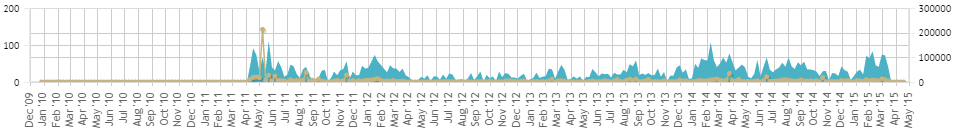 200
100
0
300000
200000
100000
0
Dec '09
Jan '10
Feb '10
Mar '10
Apr '10
May '10
Jun '10
Jul '10
Aug '10
Sep '10
Oct '10
Nov '10
Dec '10
Jan '11
Feb '11
Mar '11
Apr '11
May '11
Jun '11
Jul '11
Aug '11
Sep '11
Oct '11
Nov '11
Dec '11
Jan '12
Feb '12
Mar '12
Apr '12
May '12
Jun '12
Jul '12
Aug '12
Sep '12
Oct '12
Nov '12
Dec '12
Jan '13
Feb '13
Mar '13
Apr '13
May '13
Jun '13
Jul '13
Aug '13
Sep '13
Oct '13
Nov '13
Dec '13
Jan '14
Feb '14
Mar '14
Apr '14
May '14
Jun '14
Jul '14
Aug '14
Sep '14
Oct '14
Nov '14
Dec '14
Jan '15
Feb '15
Mar '15
Apr '15
May '15